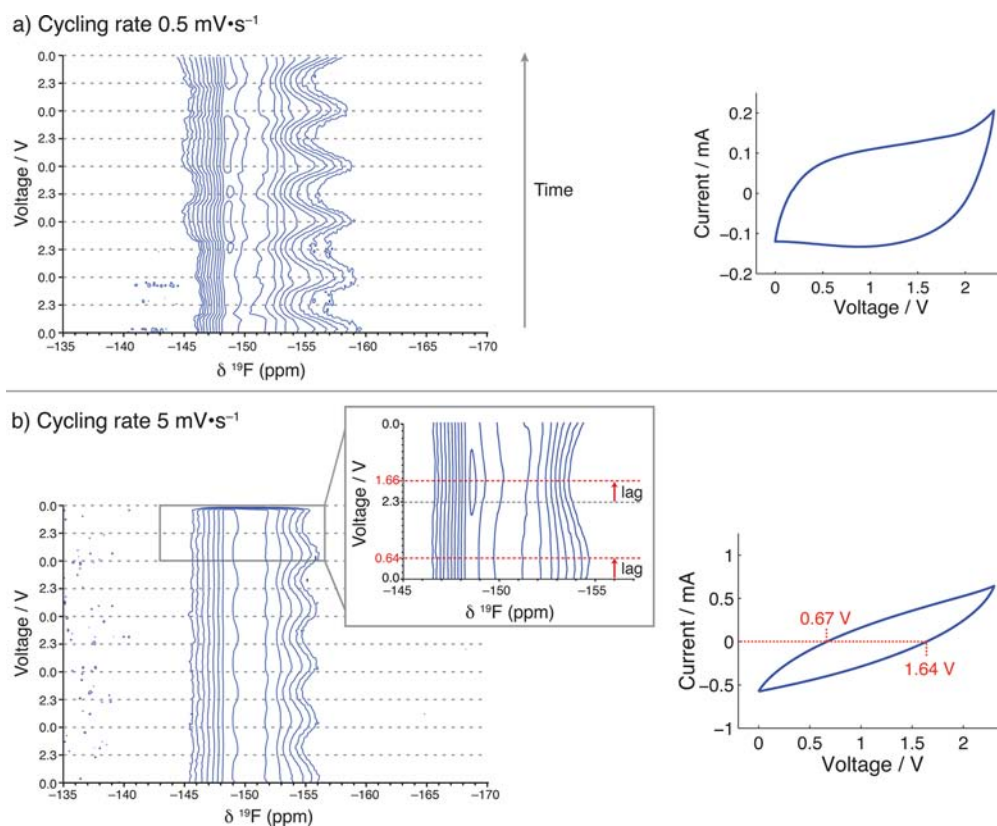 a) Cycling rate 0.5 mV•s⁻¹
Voltage / V
0.0
2.3
0.0
2.3
0.0
2.3
0.0
2.3
0.0
2.3
0.0
−135 −140 −145 −150 −155 −160 −165 −170
δ ¹⁹F (ppm)
Time
Current / mA
0.2
0.1
0
−0.1
−0.2
0 0.5 1 1.5 2
Voltage / V
b) Cycling rate 5 mV•s⁻¹
Voltage / V
0.0
2.3
0.0
2.3
0.0
2.3
0.0
2.3
0.0
2.3
0.0
−135 −140 −145 −150 −155 −160 −165 −170
δ ¹⁹F (ppm)
Voltage / V
0.0
1.66
2.3
0.64
0.0
lag
lag
−145 −150 −155
δ ¹⁹F (ppm)
Current / mA
1
0.5
0
−0.5
−1
0.67 V
1.64 V
0 0.5 1 1.5 2
Voltage / V